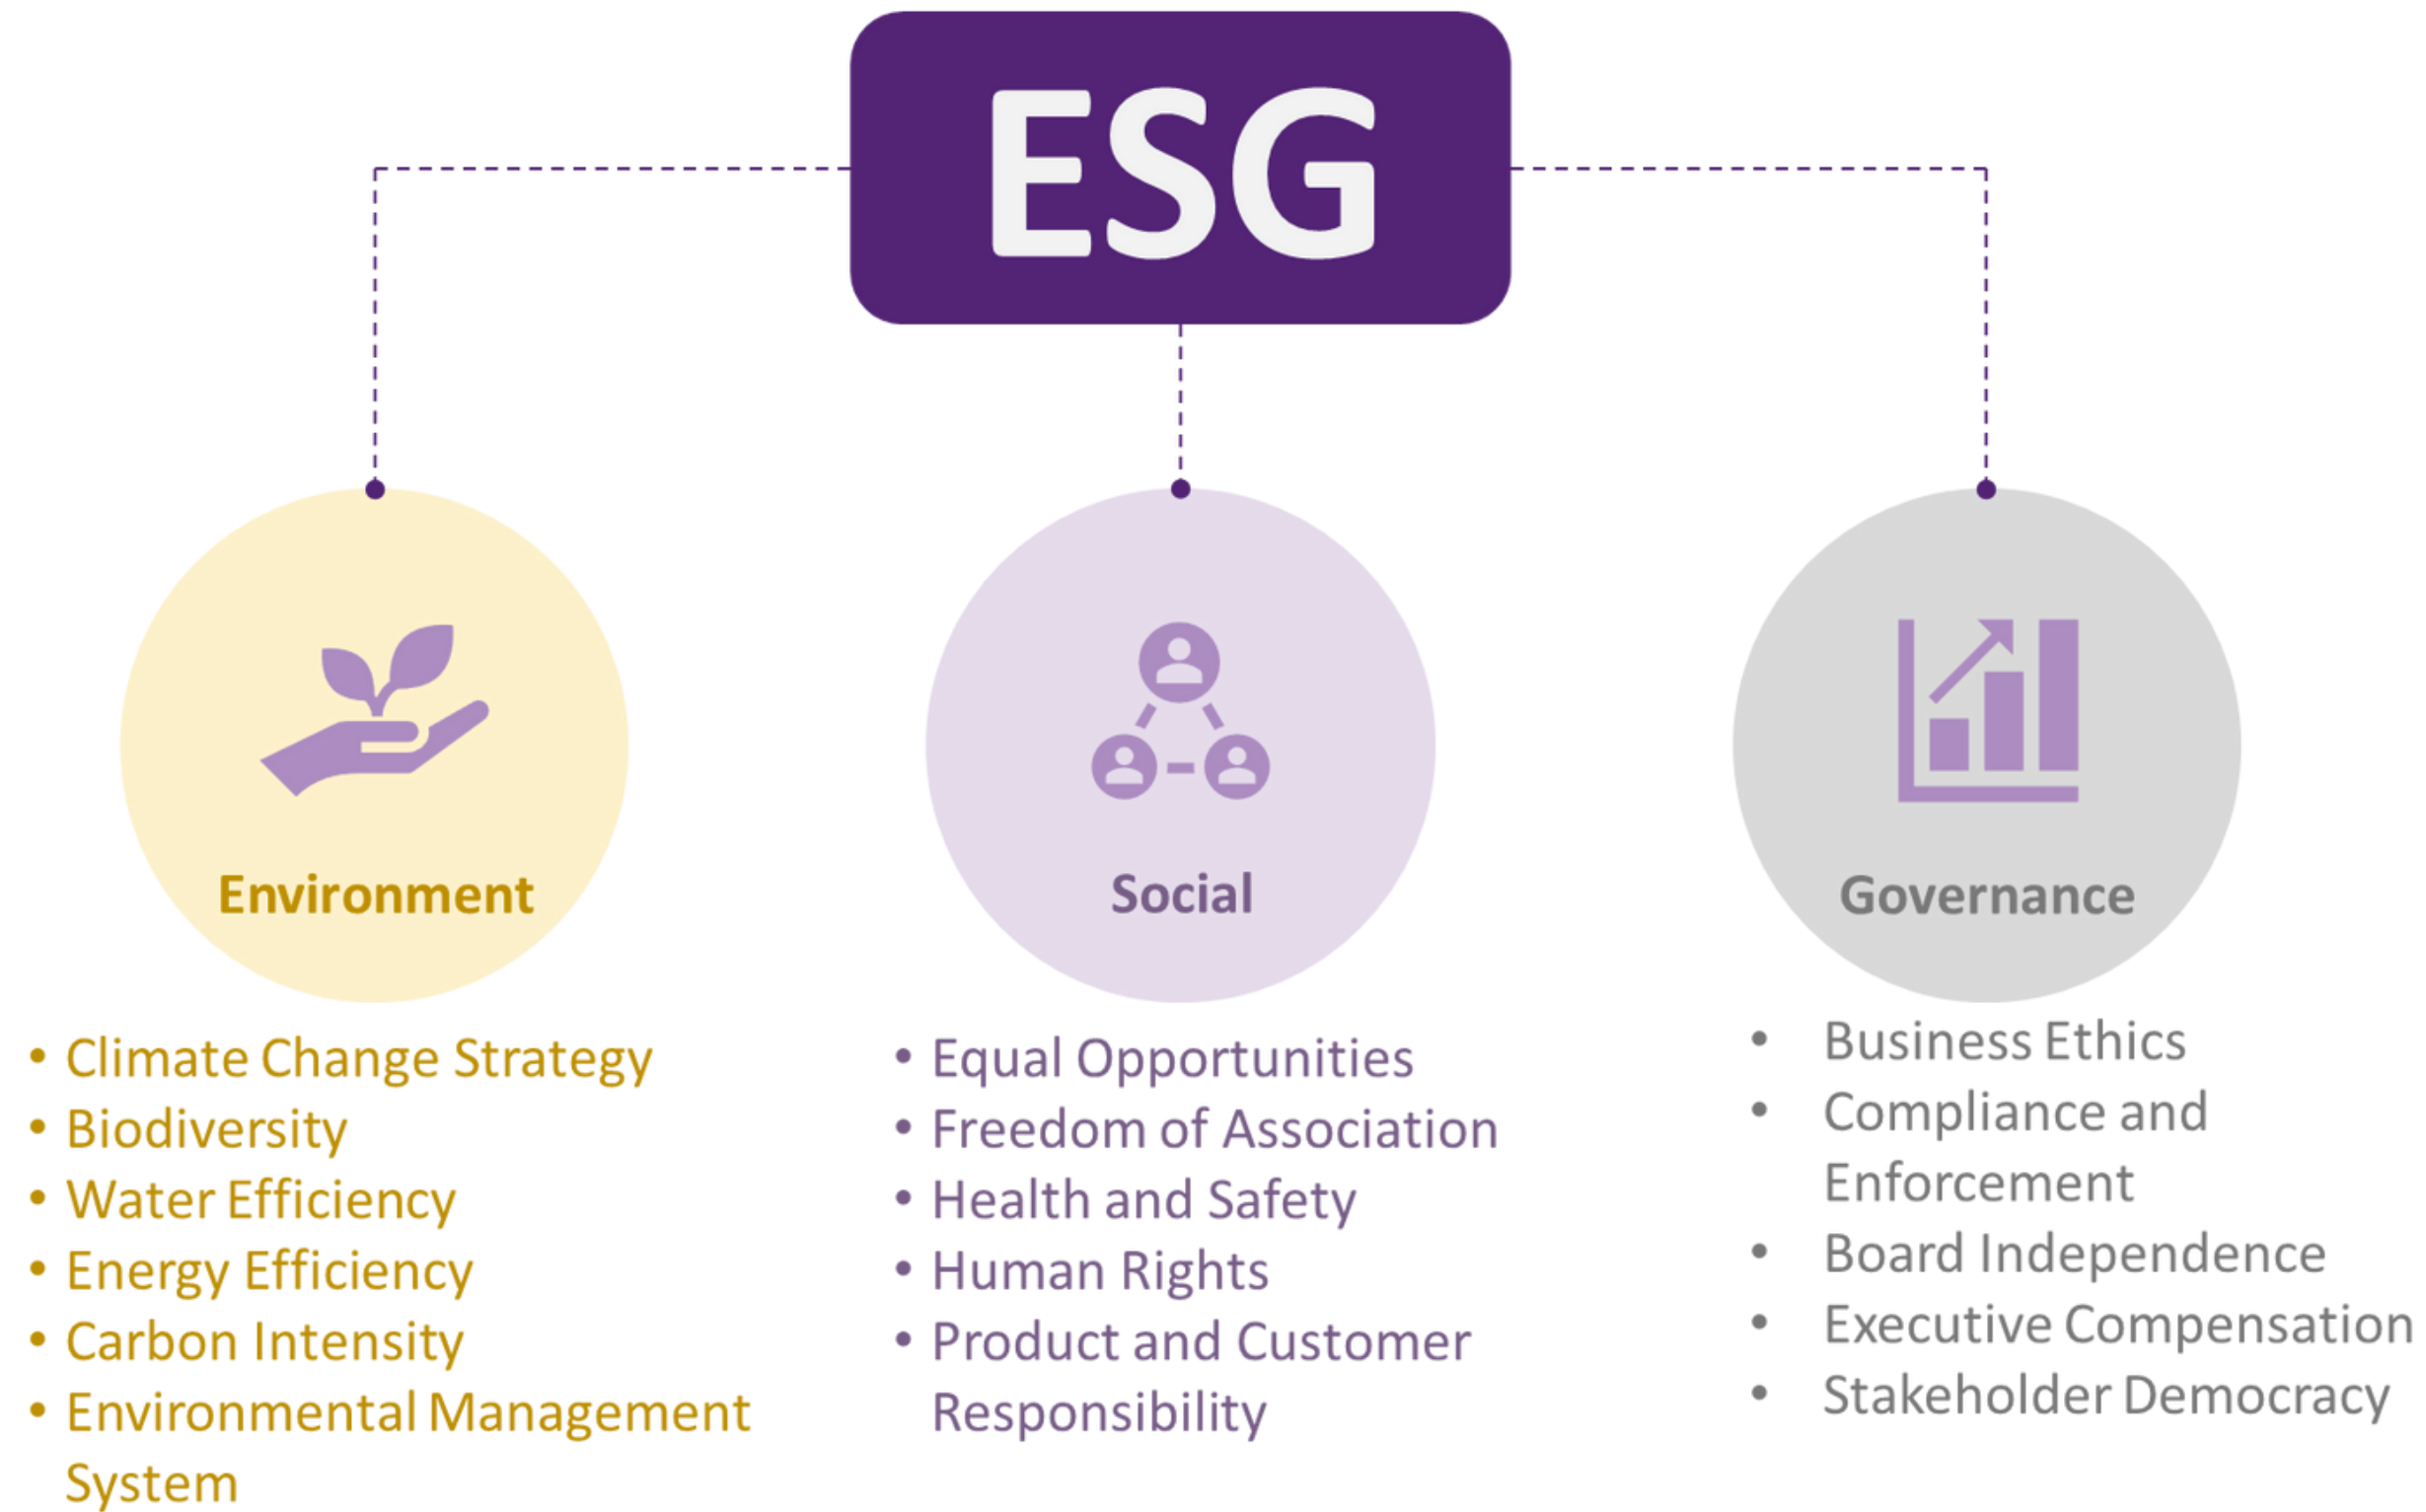 ESG
Environment
• Climate Change Strategy
• Biodiversity
• Water Efficiency
• Energy Efficiency
• Carbon Intensity
• Environmental Management
System
Social
• Equal Opportunities
• Freedom of Association
• Health and Safety
• Human Rights
• Product and Customer
Responsibility
Governance
• Business Ethics
• Compliance and
Enforcement
• Board Independence
• Executive Compensation
• Stakeholder Democracy